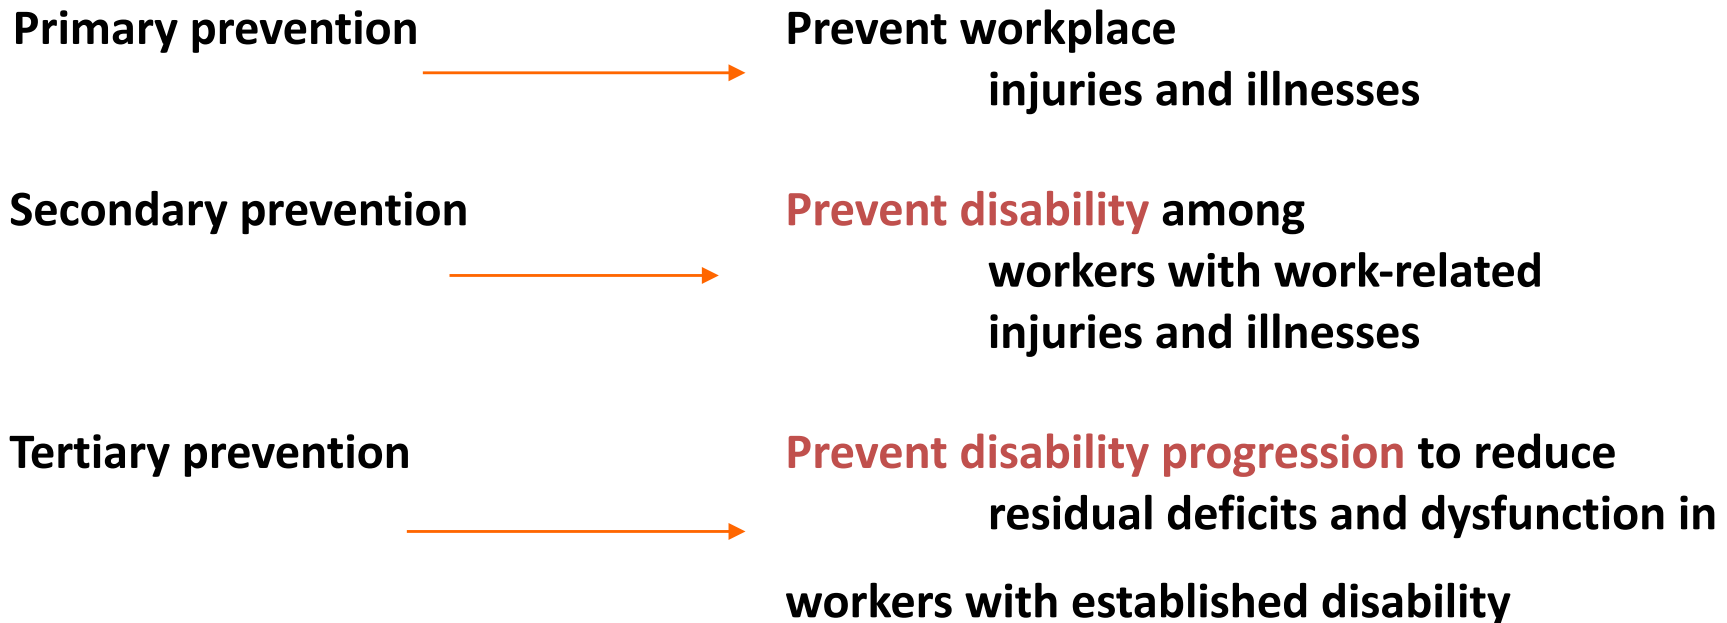 Primary prevention Prevent workplace
injuries and illnesses
Secondary prevention Prevent disability among
workers with work-related
injuries and illnesses
Tertiary prevention Prevent disability progression to reduce
residual deficits and dysfunction in
workers with established disability